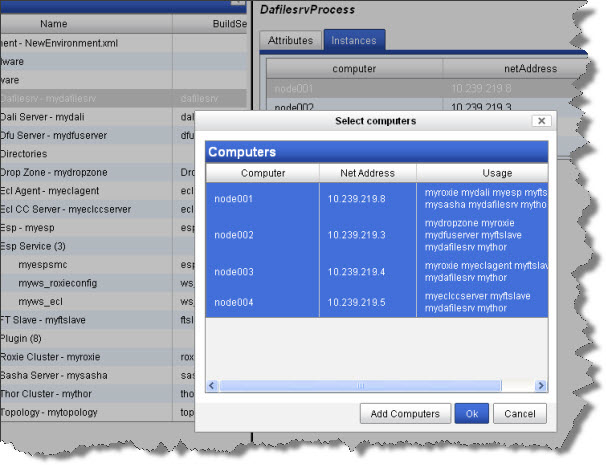 DafilesrvProcess
Name BuildSe
Attributes Instances
ment - NewEnvironment.xml
dware
ware
computer netAddress
Dafilesrv - mydafilesrv dafilesrv
node001 10.239.219.8
Dali Server - mydali dal
node002 10.239.219.3
Dfu Server - mydfuserver dfu
Directories
Drop Zone - mydropzone Dro
Ecl Agent - myeclagent ecl
Ecl CC Server - myeclccserver ecl
Esp - myesp esp
Esp Service (3)
myespsmc esp
myws_roxieconfig ws_
myws_ecl ws_
FT Slave - myftslave ftsl
Plugin (8)
Roxie Cluster - myroxie rox
Sasha Server - mysasha sas
Thor Cluster - mythor tho
Topology - mytopology top
Select computers
Computers
Computer Net Address Usage
node001 10.239.219.8 myroxie mydali myesp myfts
mysasha mydafilesrv mytho
node002 10.239.219.3 mydropzone myroxie
mydfuserver myftslave
mydafilesrv mythor
node003 10.239.219.4 myroxie myeclagent myftslav
mydafilesrv mythor
node004 10.239.219.5 myeclccserver myftslave
mydafilesrv mythor
Add Computers Ok Cancel